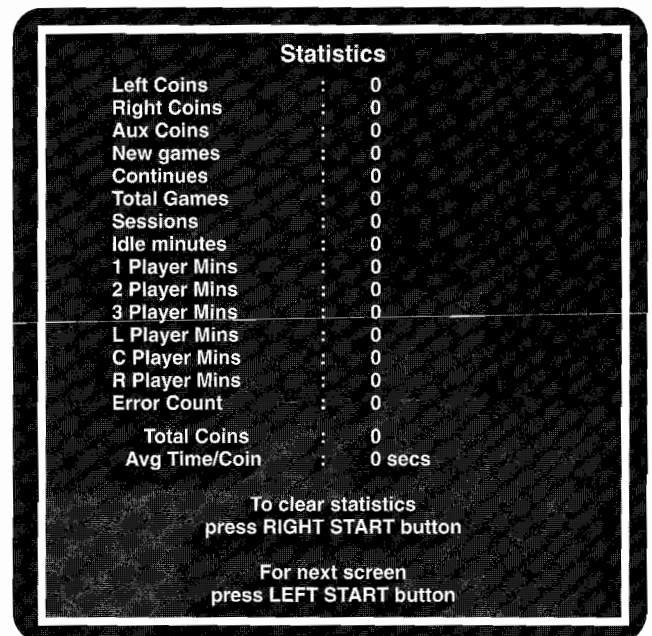 Statistics
Left Coins : 0
Right Coins : 0
Aux Coins : 0
New games : 0
Continues : 0
Total Games : 0
Sessions : 0
Idle minutes : 0
1 Player Mins : 0
2 Player Mins : 0
3 Player Mins : 0
L Player Mins : 0
C Player Mins : 0
R Player Mins : 0
Error Count : 0
Total Coins : 0
Avg Time/Coin : 0 secs
To clear statistics
press RIGHT START button
For next screen
press LEFT START button